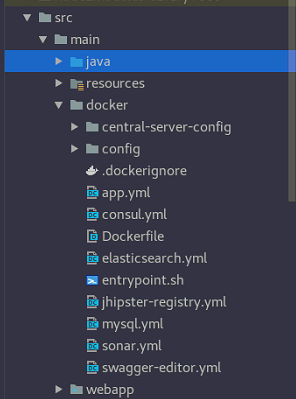 src
main
java
resources
docker
central-server-config
config
.dockerignore
app.yml
consul.yml
Dockerfile
elasticsearch.yml
entrypoint.sh
jhipster-registry.yml
mysql.yml
sonar.yml
swagger-editor.yml
webapp